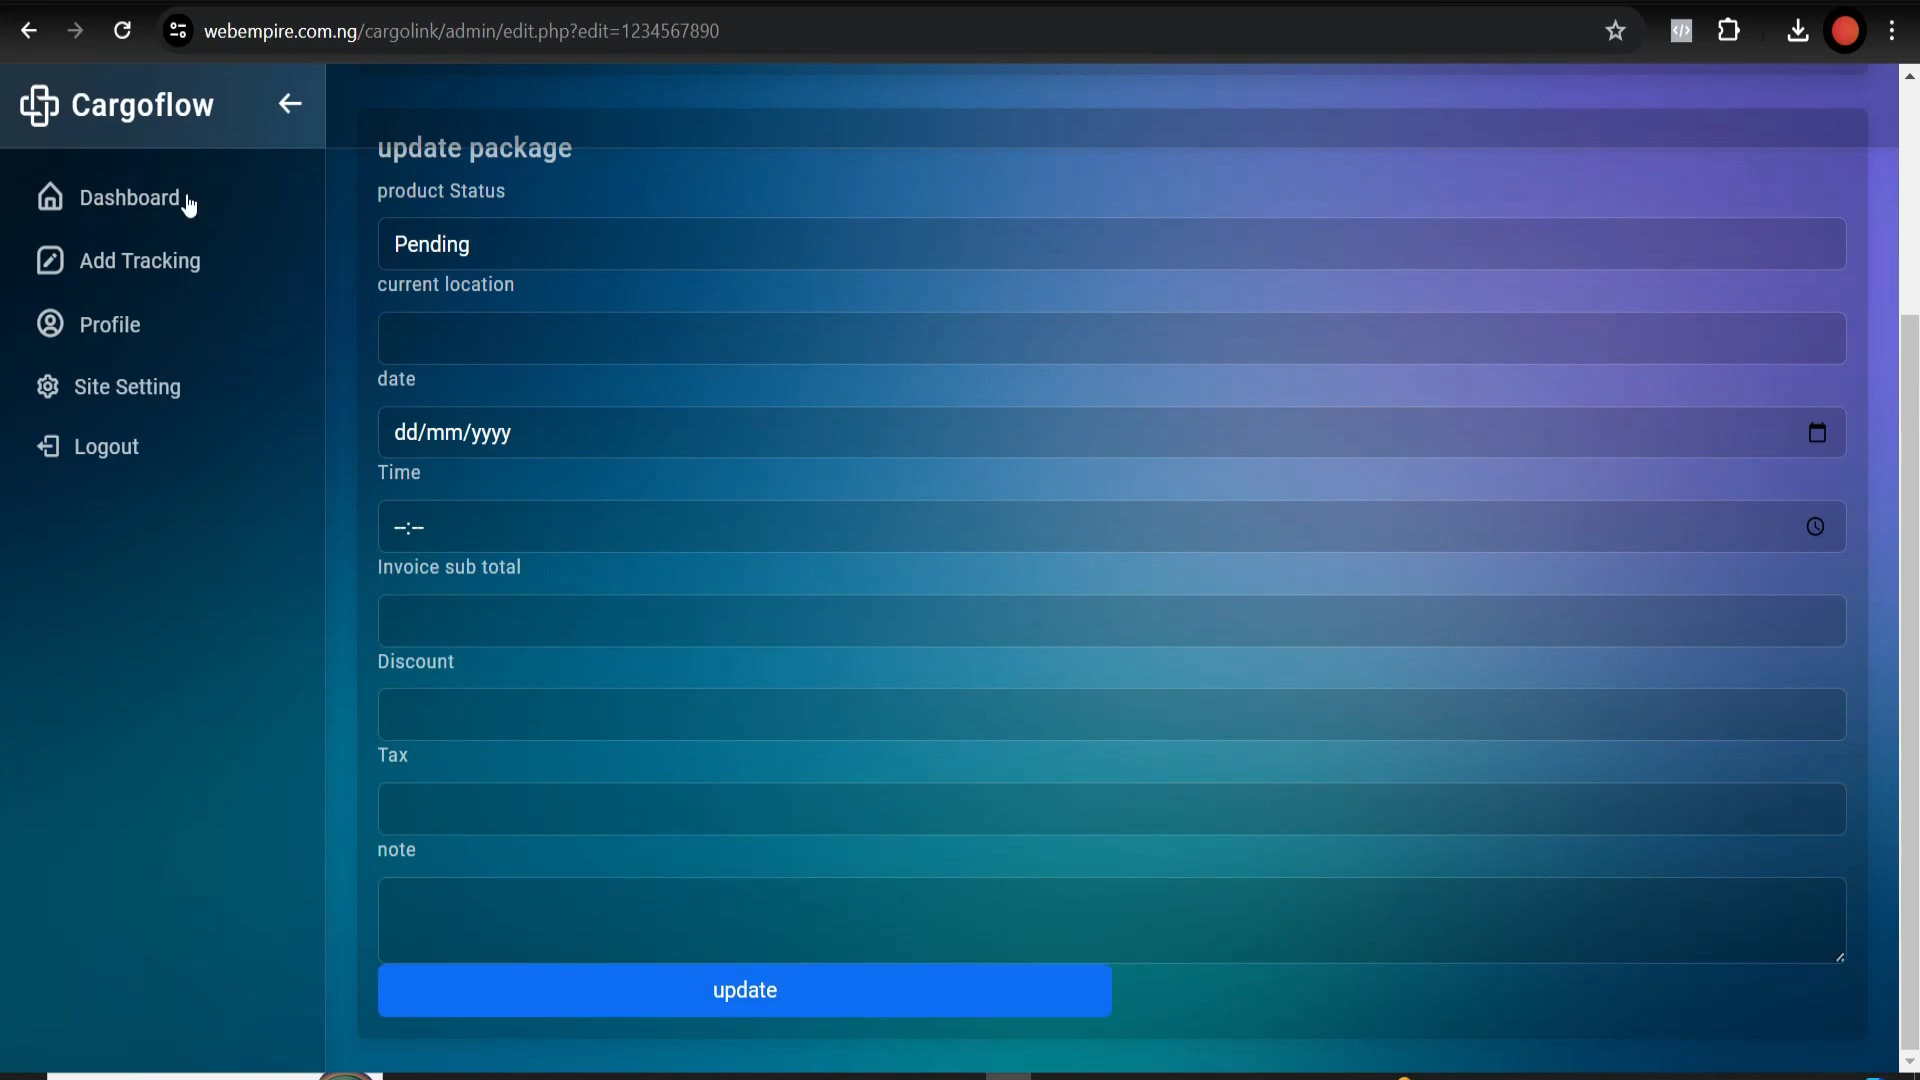 webempire.com.ng/cargolink/admin/edit.php?edit=1234567890
Cargoflow
Dashboard
Add Tracking
Profile
Site Setting
Logout
update package
product Status
Pending
current location
date
dd/mm/yyyy
Time
--:--
Invoice sub total
Discount
Tax
note
update